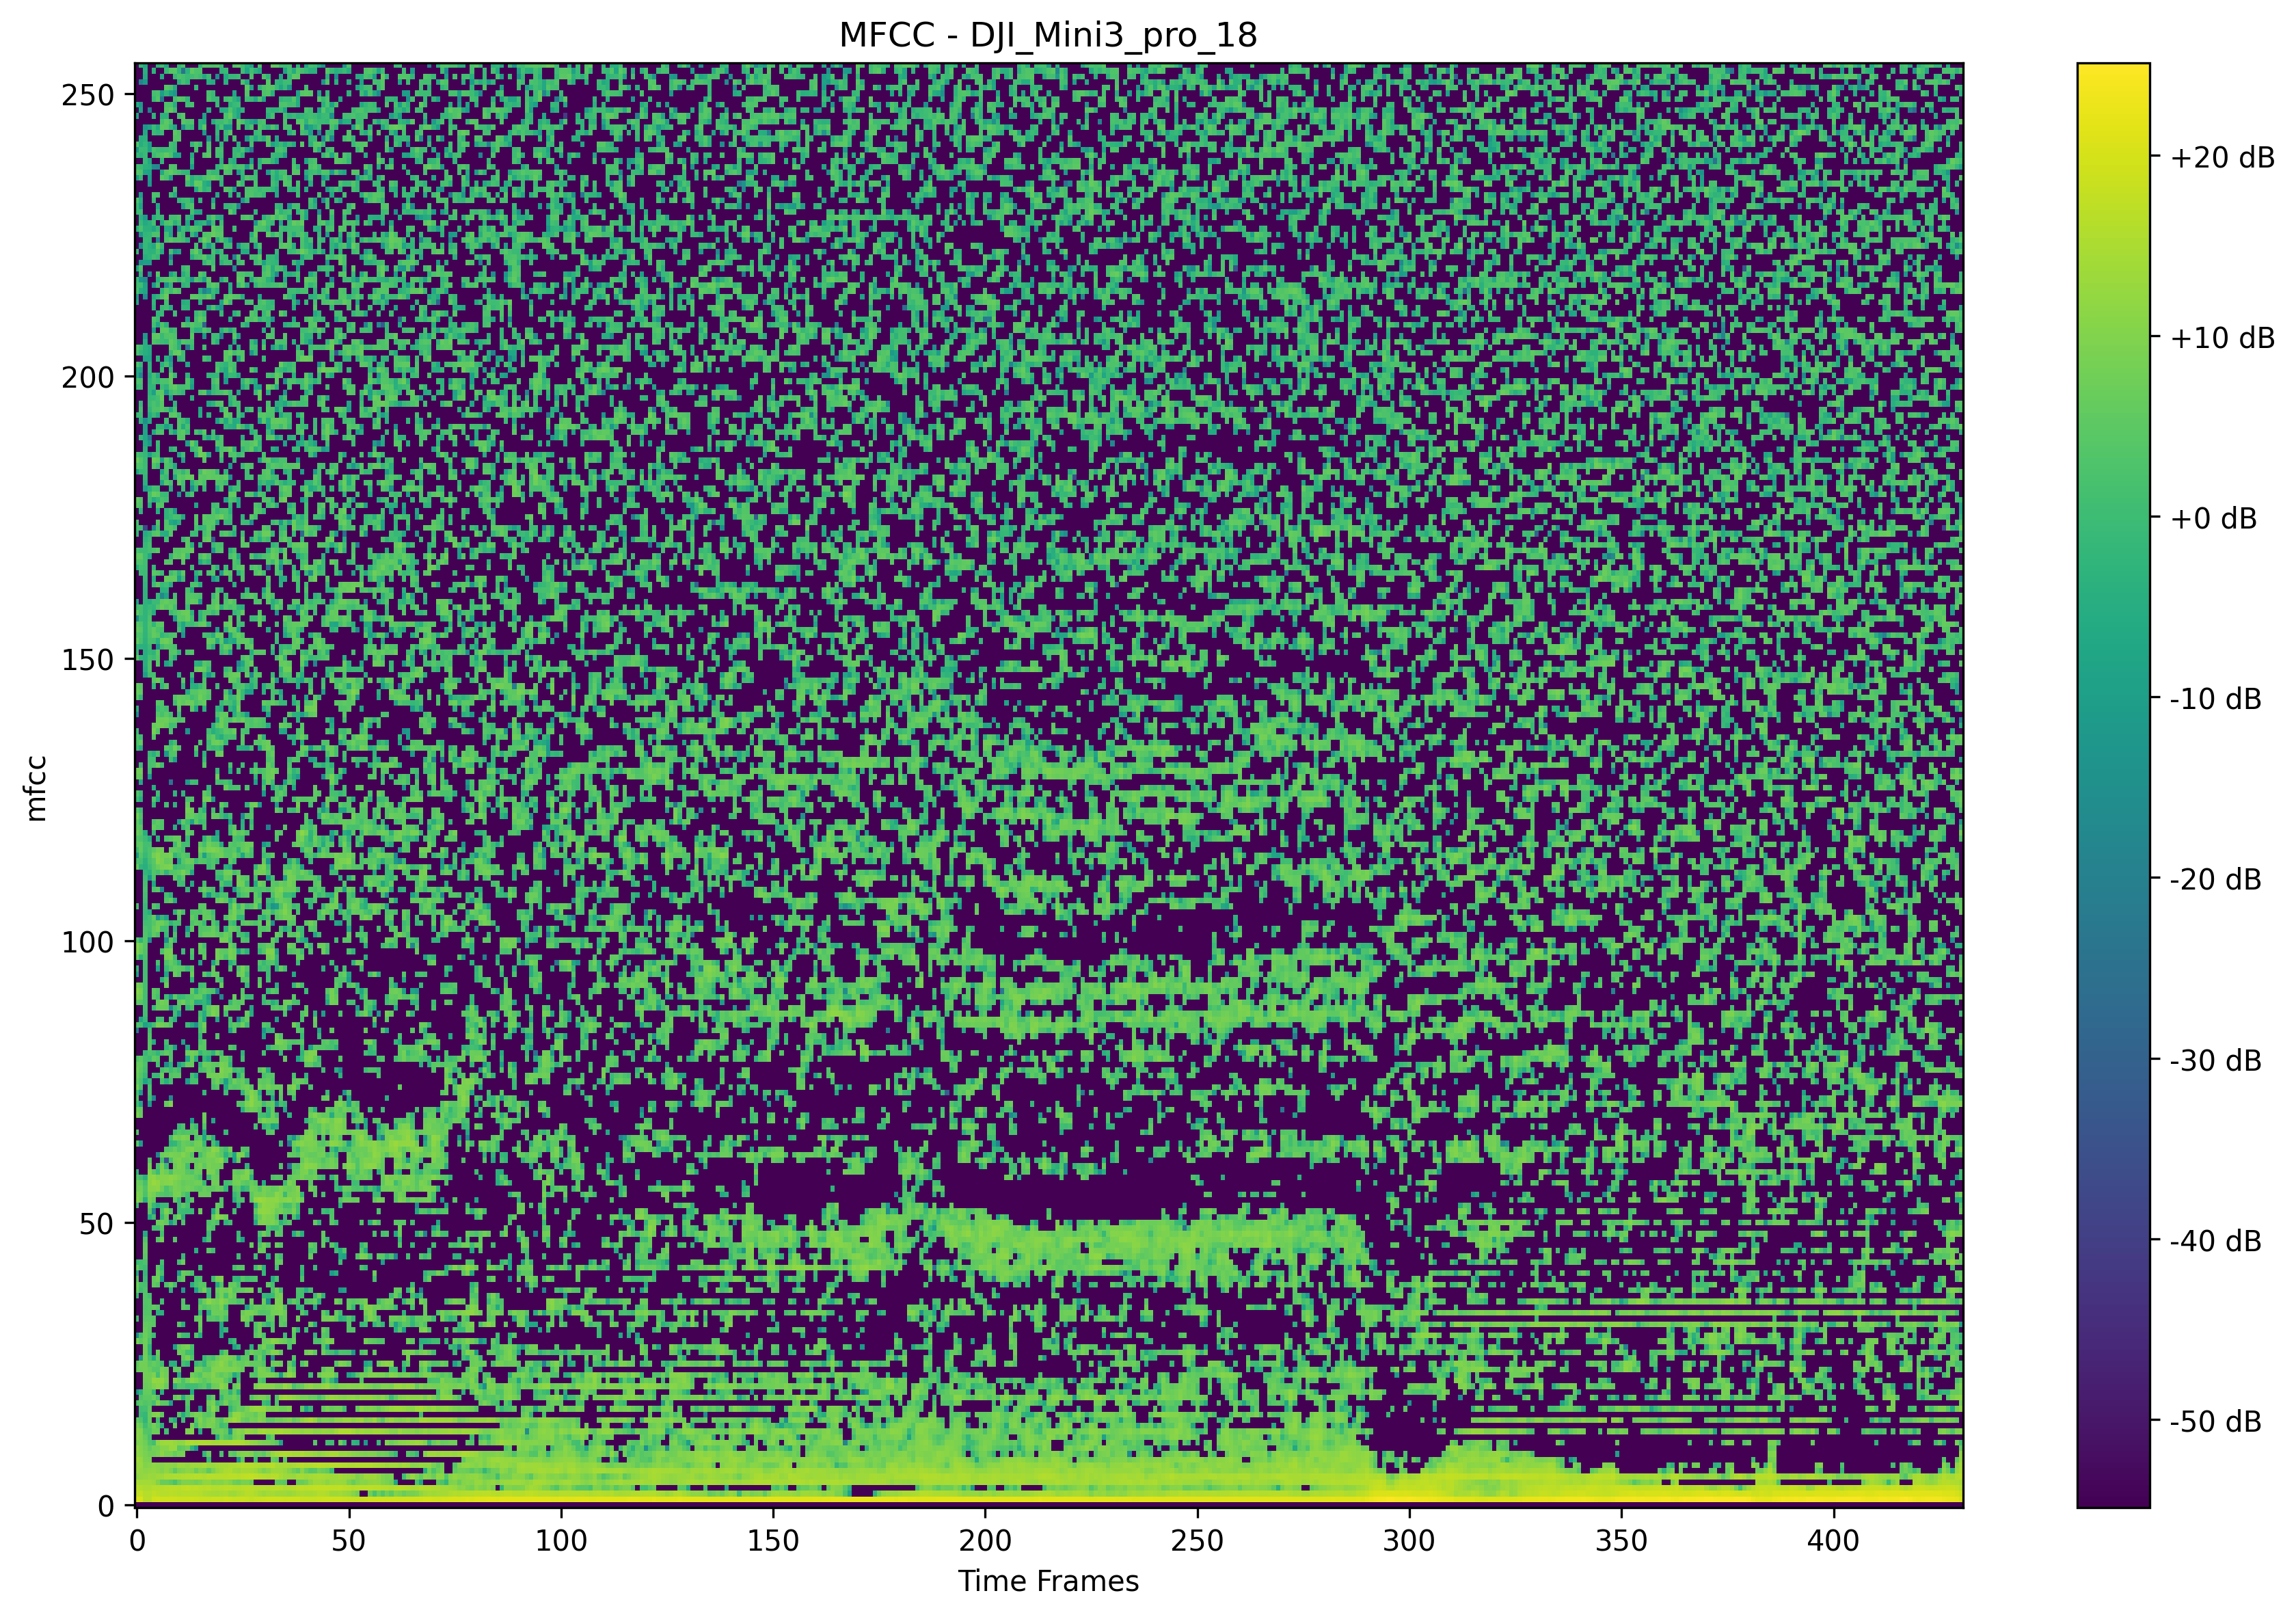 MFCC - DJI_Mini3_pro_18
250
200
150
100
50
0
mfcc
0 50 100 150 200 250 300 350 400
Time Frames
+20 dB
+10 dB
+0 dB
-10 dB
-20 dB
-30 dB
-40 dB
-50 dB